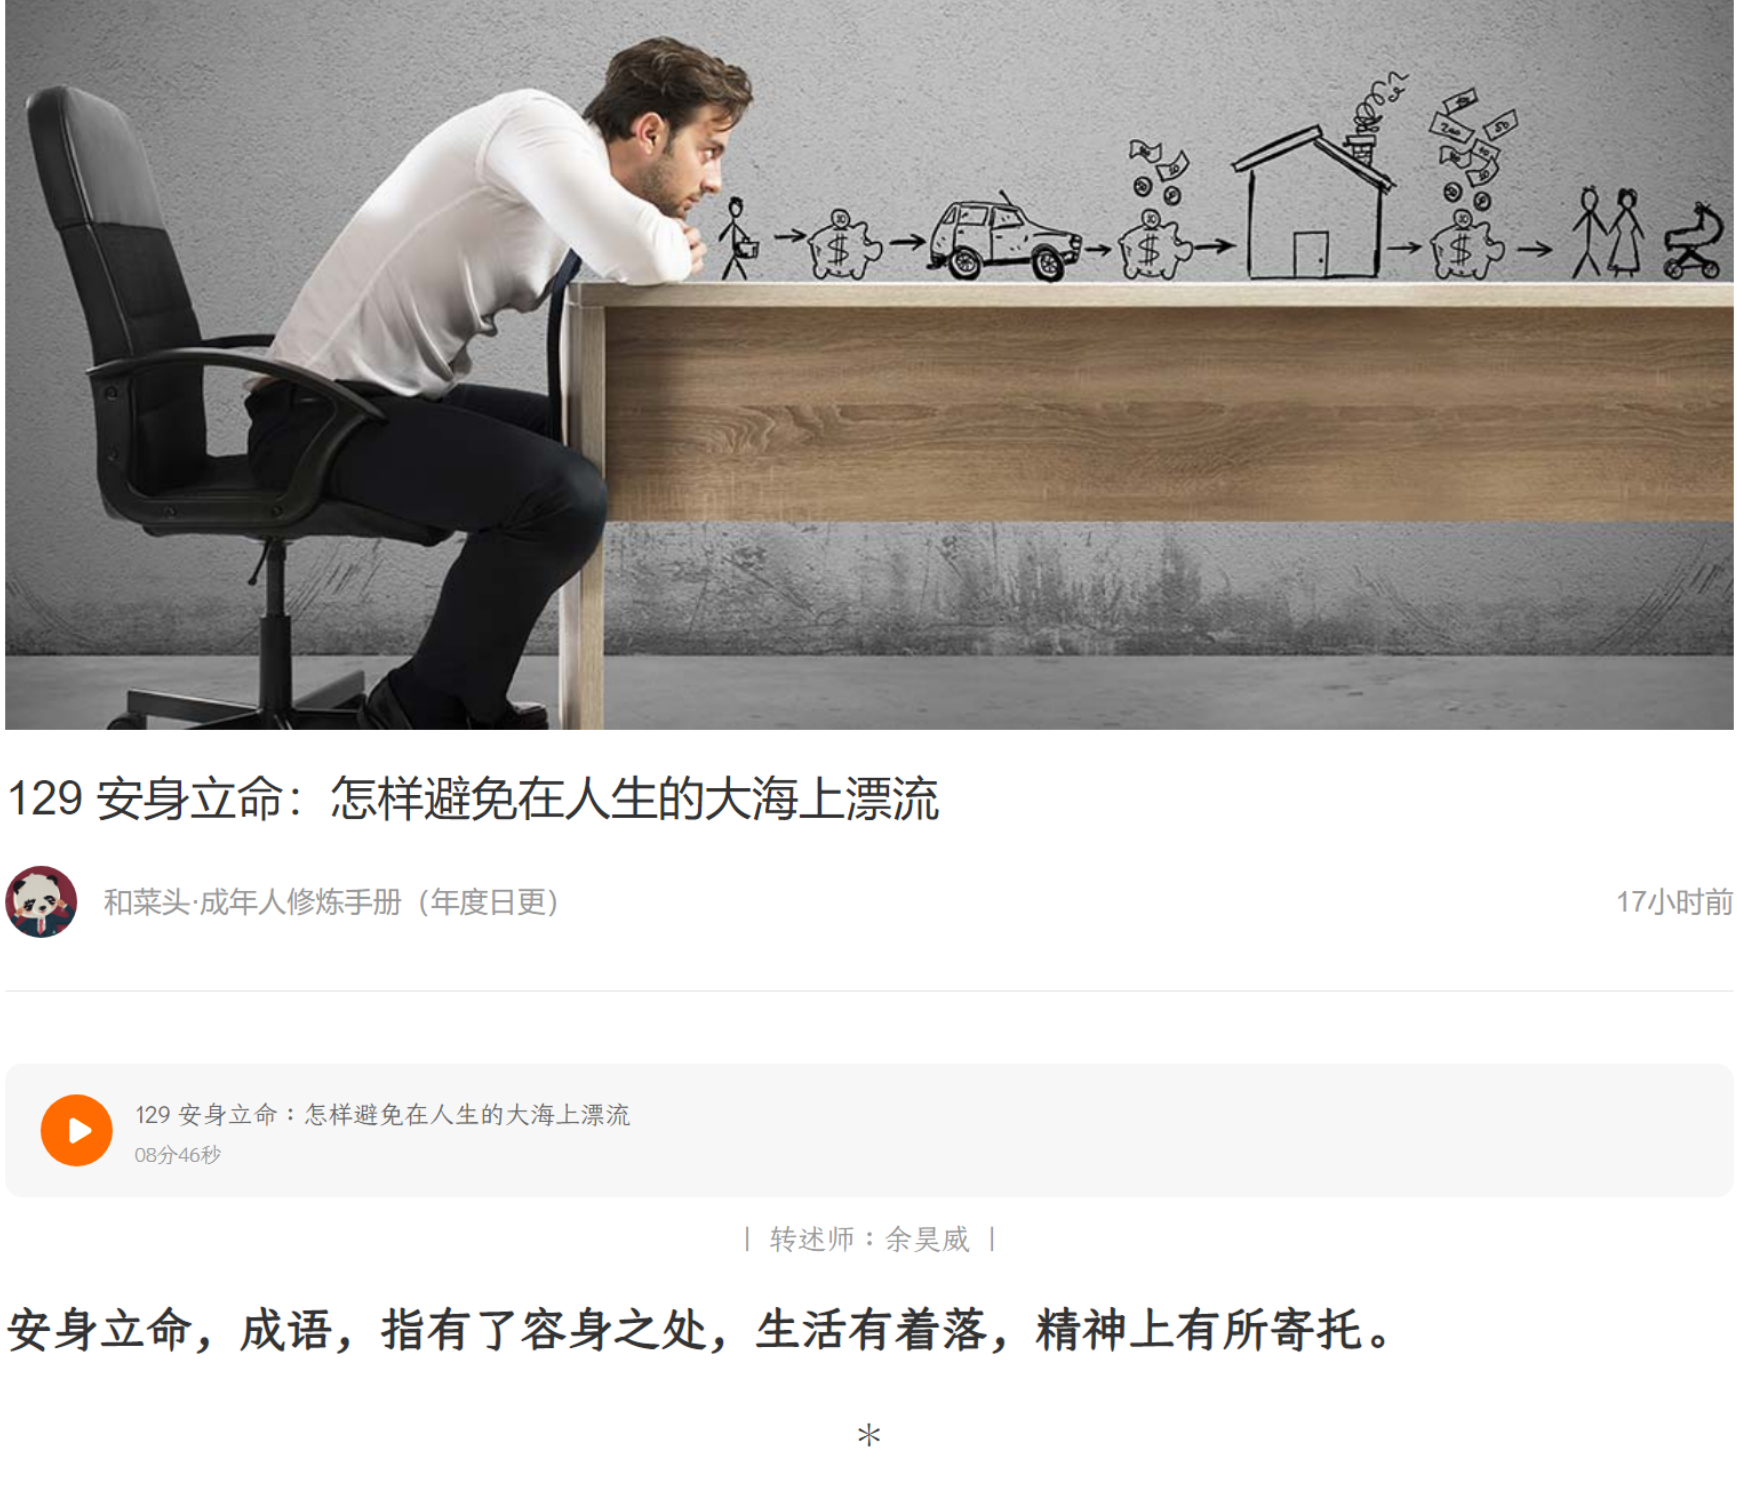 129 安身立命：怎样避免在人生的大海上漂流
和菜头·成年人修炼手册（年度日更）
17小时前
129 安身立命：怎样避免在人生的大海上漂流
08分46秒
| 转述师：余昊威 |
安身立命，成语，指有了容身之处，生活有着落，精神上有所寄托。
*